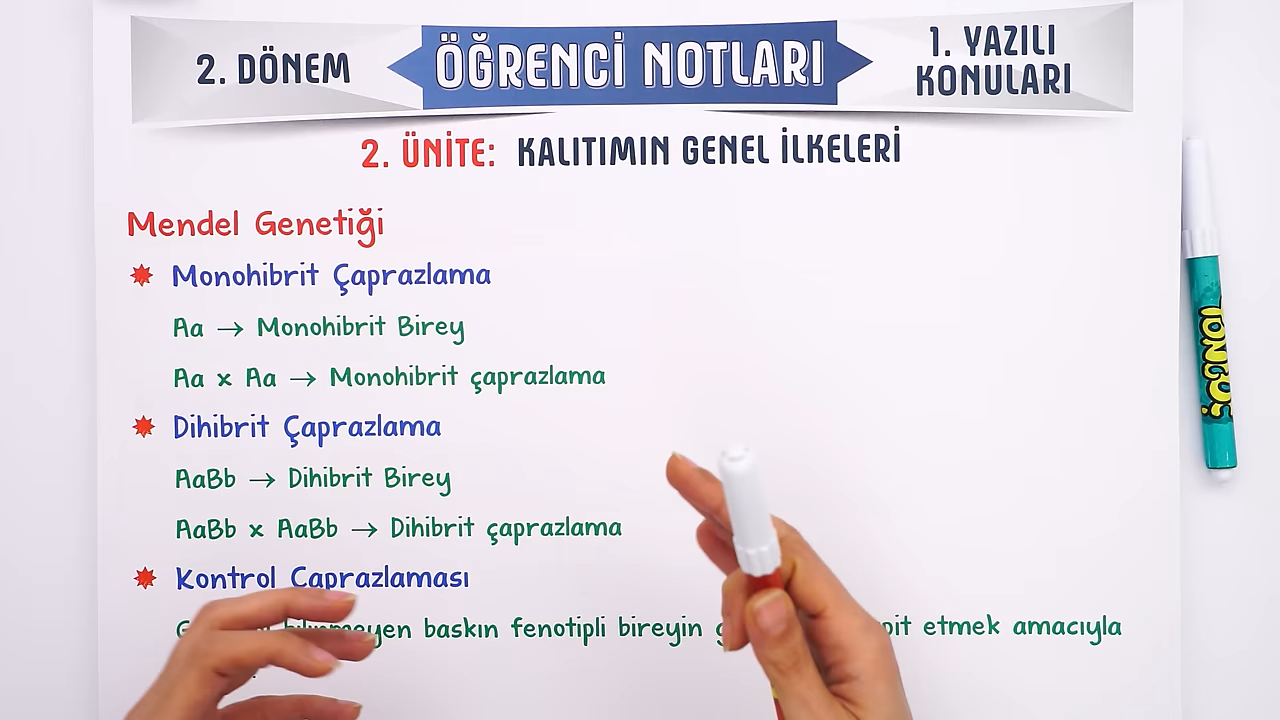 2. DÖNEM
ÖĞRENCİ NOTLARI
1. YAZILI
KONULARI
2. ÜNİTE: KALITIMIN GENEL İLKELERİ
Mendel Genetiği
Monohibrit Çaprazlama
Aa → Monohibrit Birey
Aa x Aa → Monohibrit çaprazlama
Dihibrit Çaprazlama
AaBb → Dihibrit Birey
AaBb x AaBb → Dihibrit çaprazlama
Kontrol Çaprazlaması
baskın fenotipli bireyin etmek amacıyla
TONGUÇ